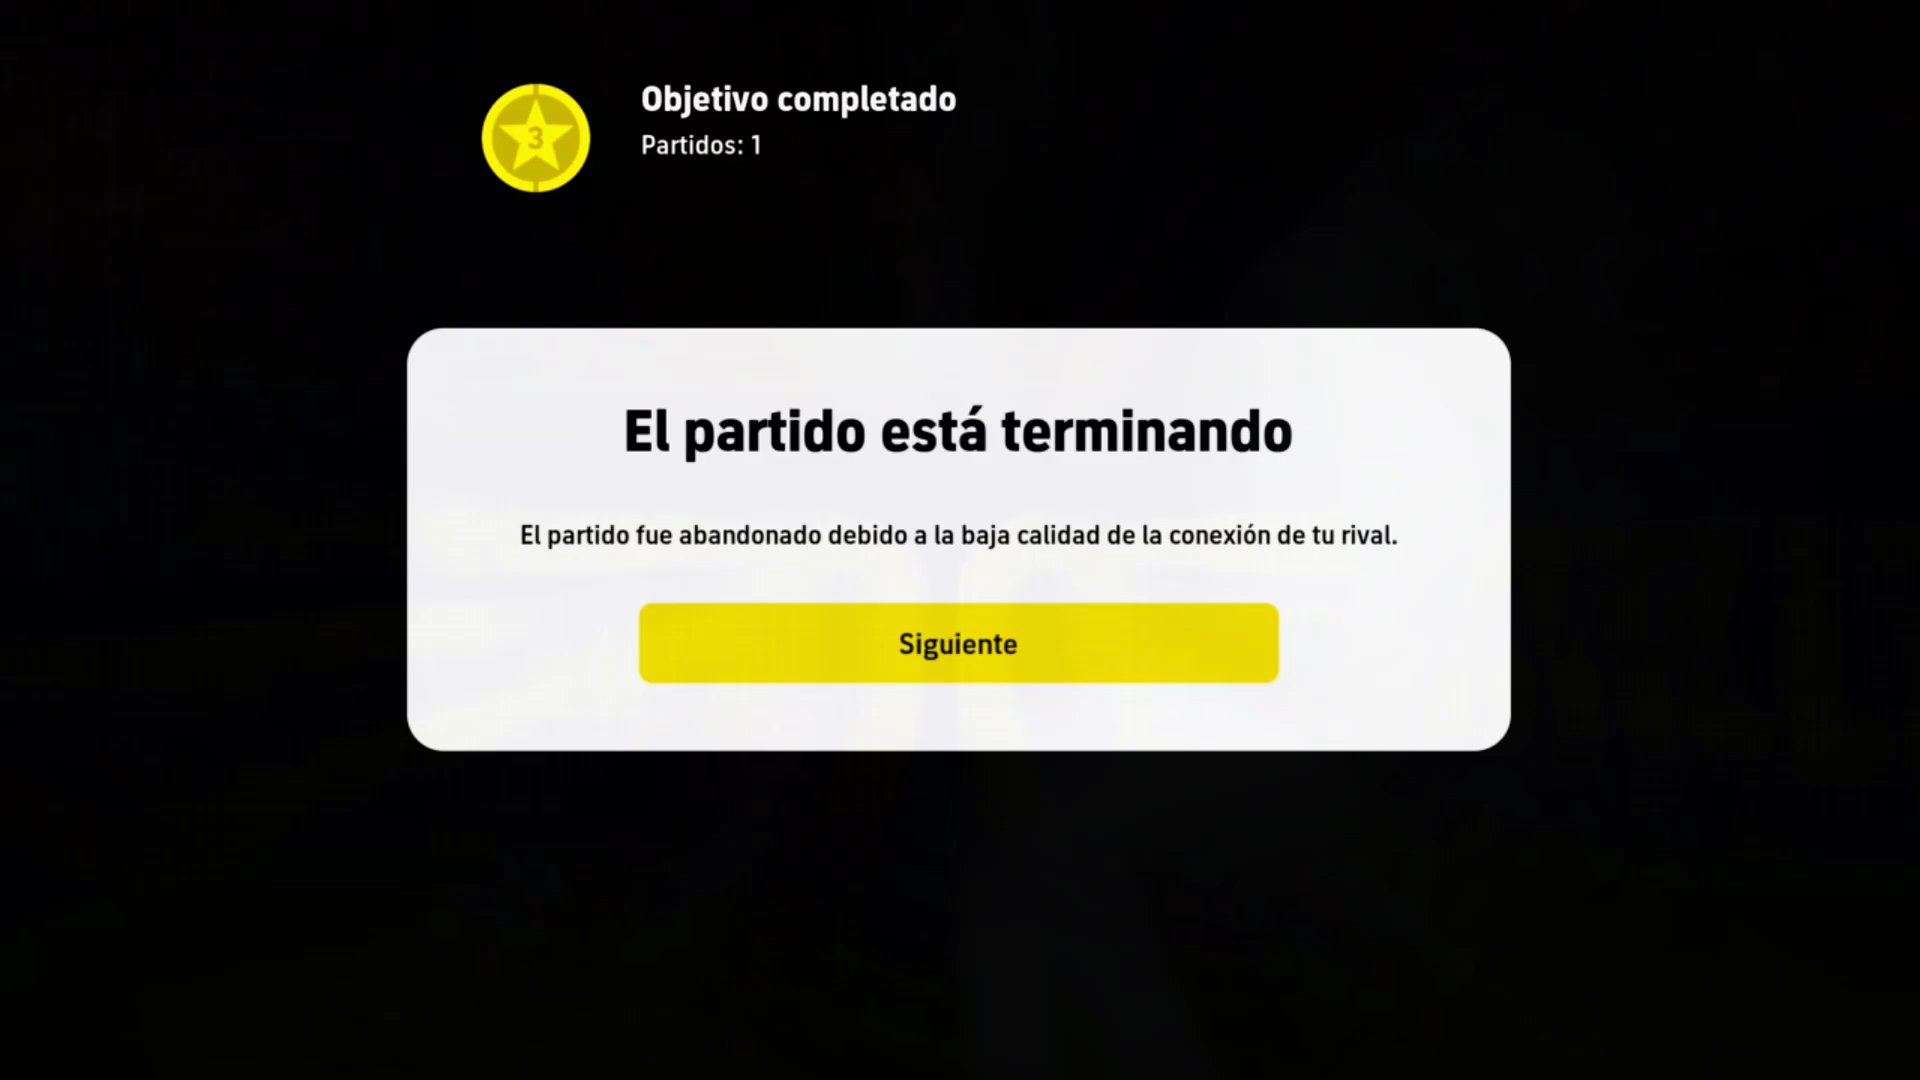 3
Objetivo completado
Partidos: 1
El partido está terminando
El partido fue abandonado debido a la baja calidad de la conexión de tu rival.
Siguiente